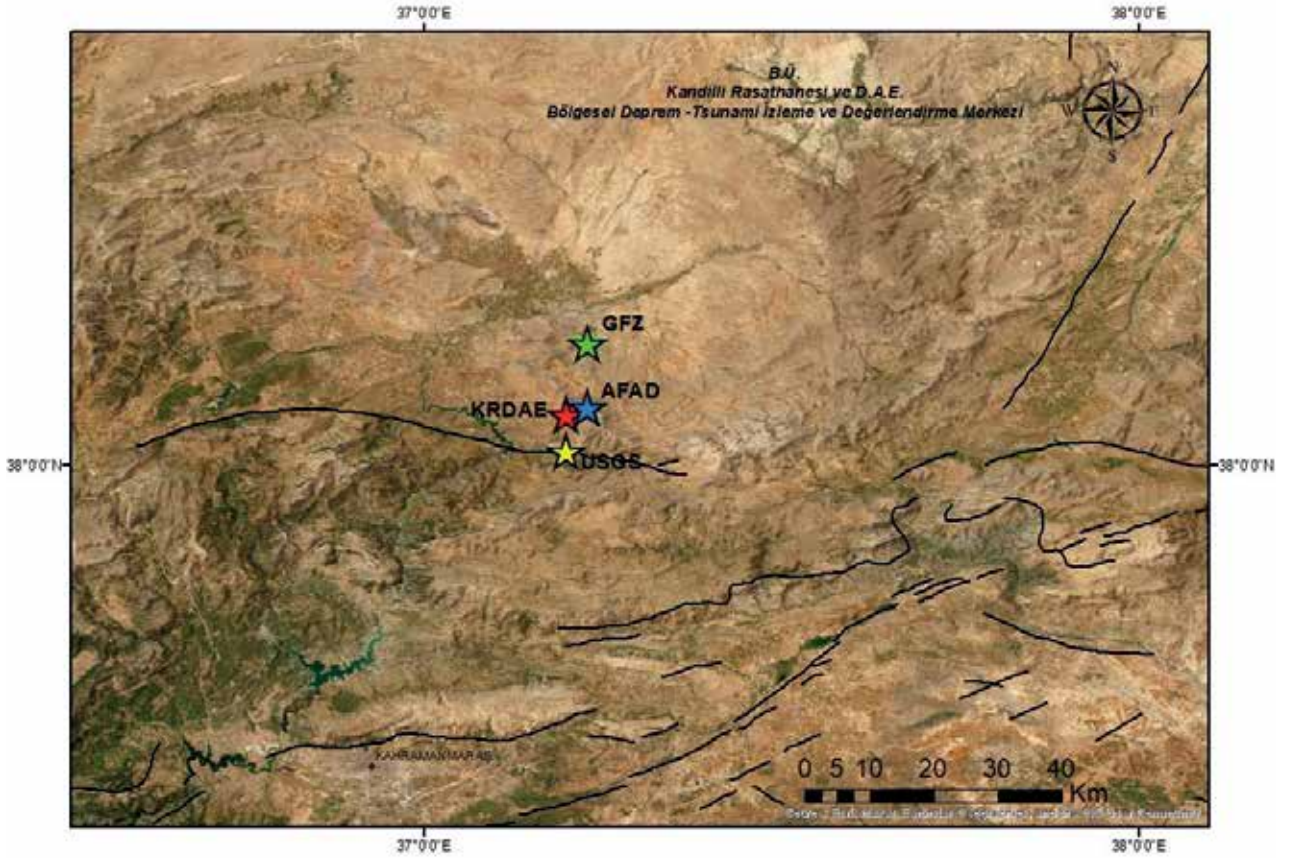 37°0'0"E
38°0'0"E
B.Ü.
Kandilli Rasathanesi ve D.A.E.
Bölgesel Deprem -Tsunami İzleme ve Değerlendirme Merkezi
N
W
E
S
GFZ
AFAD
KRDAE
USGS
38°0'0"N
38°0'0"N
KAHRAMANMARAŞ
0 5 10 20 30 40
Km
37°0'0"E
38°0'0"E